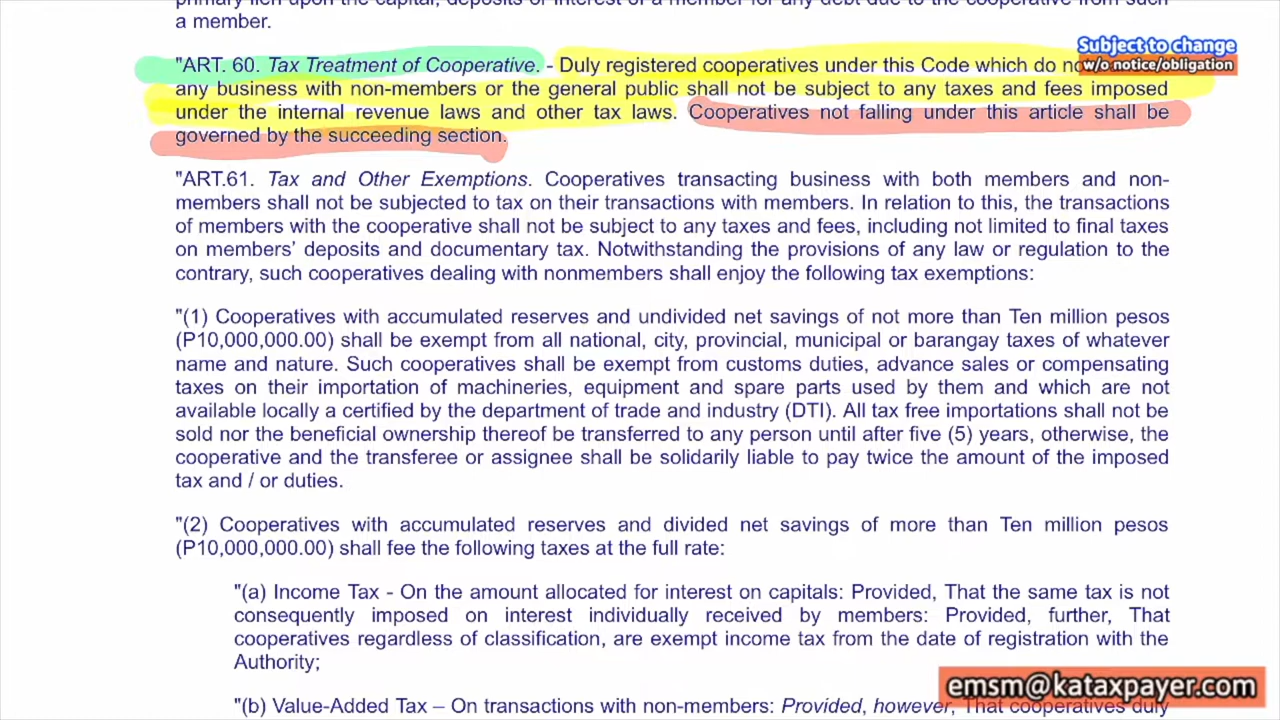 primary lien upon the capital, deposits or interest of a member for any debt due to the cooperative from such
a member.
"ART. 60. Tax Treatment of Cooperative. - Duly registered cooperatives under this Code which do
any business with non-members or the general public shall not be subject to any taxes and fees imposed
under the internal revenue laws and other tax laws. Cooperatives not falling under this article shall be
governed by the succeeding section.
Subject to change
w/o notice/obligation
"ART.61. Tax and Other Exemptions. Cooperatives transacting business with both members and non-
members shall not be subjected to tax on their transactions with members. In relation to this, the transactions
of members with the cooperative shall not be subject to any taxes and fees, including not limited to final taxes
on members' deposits and documentary tax. Notwithstanding the provisions of any law or regulation to the
contrary, such cooperatives dealing with nonmembers shall enjoy the following tax exemptions:
"(1) Cooperatives with accumulated reserves and undivided net savings of not more than Ten million pesos
(P10,000,000.00) shall be exempt from all national, city, provincial, municipal or barangay taxes of whatever
name and nature. Such cooperatives shall be exempt from customs duties, advance sales or compensating
taxes on their importation of machineries, equipment and spare parts used by them and which are not
available locally a certified by the department of trade and industry (DTI). All tax free importations shall not be
sold nor the beneficial ownership thereof be transferred to any person until after five (5) years, otherwise, the
cooperative and the transferee or assignee shall be solidarily liable to pay twice the amount of the imposed
tax and / or duties.
"(2) Cooperatives with accumulated reserves and divided net savings of more than Ten million pesos
(P10,000,000.00) shall fee the following taxes at the full rate:
"(a) Income Tax - On the amount allocated for interest on capitals: Provided, That the same tax is not
consequently imposed on interest individually received by members: Provided, further, That
cooperatives regardless of classification, are exempt income tax from the date of registration with the
Authority;
"(b) Value-Added Tax – On transactions with non-members: Provided, however, That cooperatives duly
emsm@kataxpayer.com